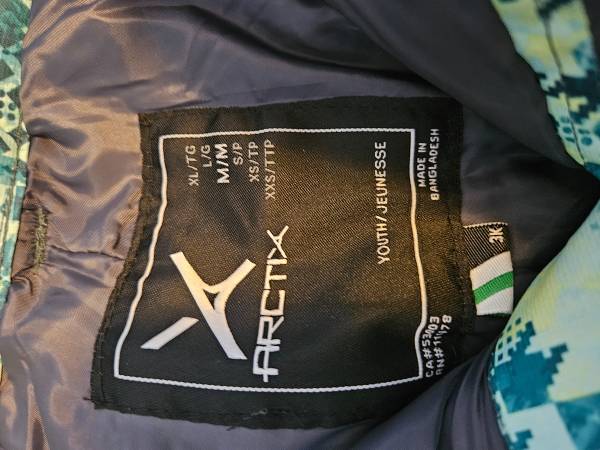 ARCTIX
XL/TG
L/G
M/M
S/P
XS/TP
XXS/TTP
YOUTH/JEUNESSE
MADE IN
BANGLADESH
3K